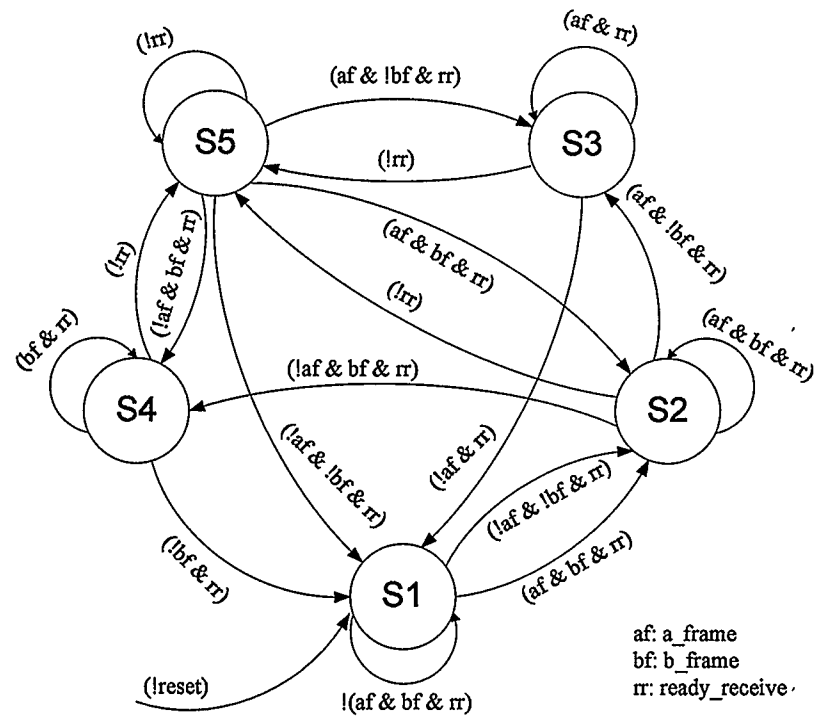 (!rr)
(af & rr)
(af & !bf & rr)
S5
S3
(!rr)
(af & !bf & rr)
(af & bf & rr)
(!rr)
(!af & bf & rr)
(!rr)
(af & bf & rr)
(bf & rr)
(!af & bf & rr)
S4
S2
(!af & !bf & rr)
(!af & rr)
(!af & !bf & rr)
(!bf & rr)
(af & bf & rr)
S1
af: a_frame
bf: b_frame
rr: ready_receive
(!reset)
!(af & bf & rr)